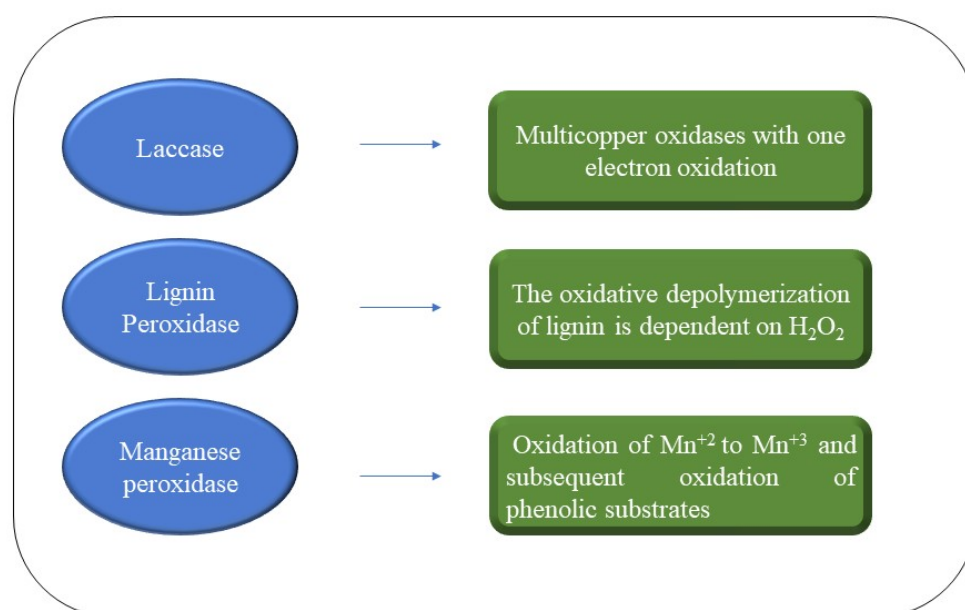 Laccase
Multicopper oxidases with one
electron oxidation
Lignin
Peroxidase
The oxidative depolymerization
of lignin is dependent on H₂O₂
Manganese
peroxidase
Oxidation of Mn⁺² to Mn⁺³ and
subsequent oxidation of
phenolic substrates